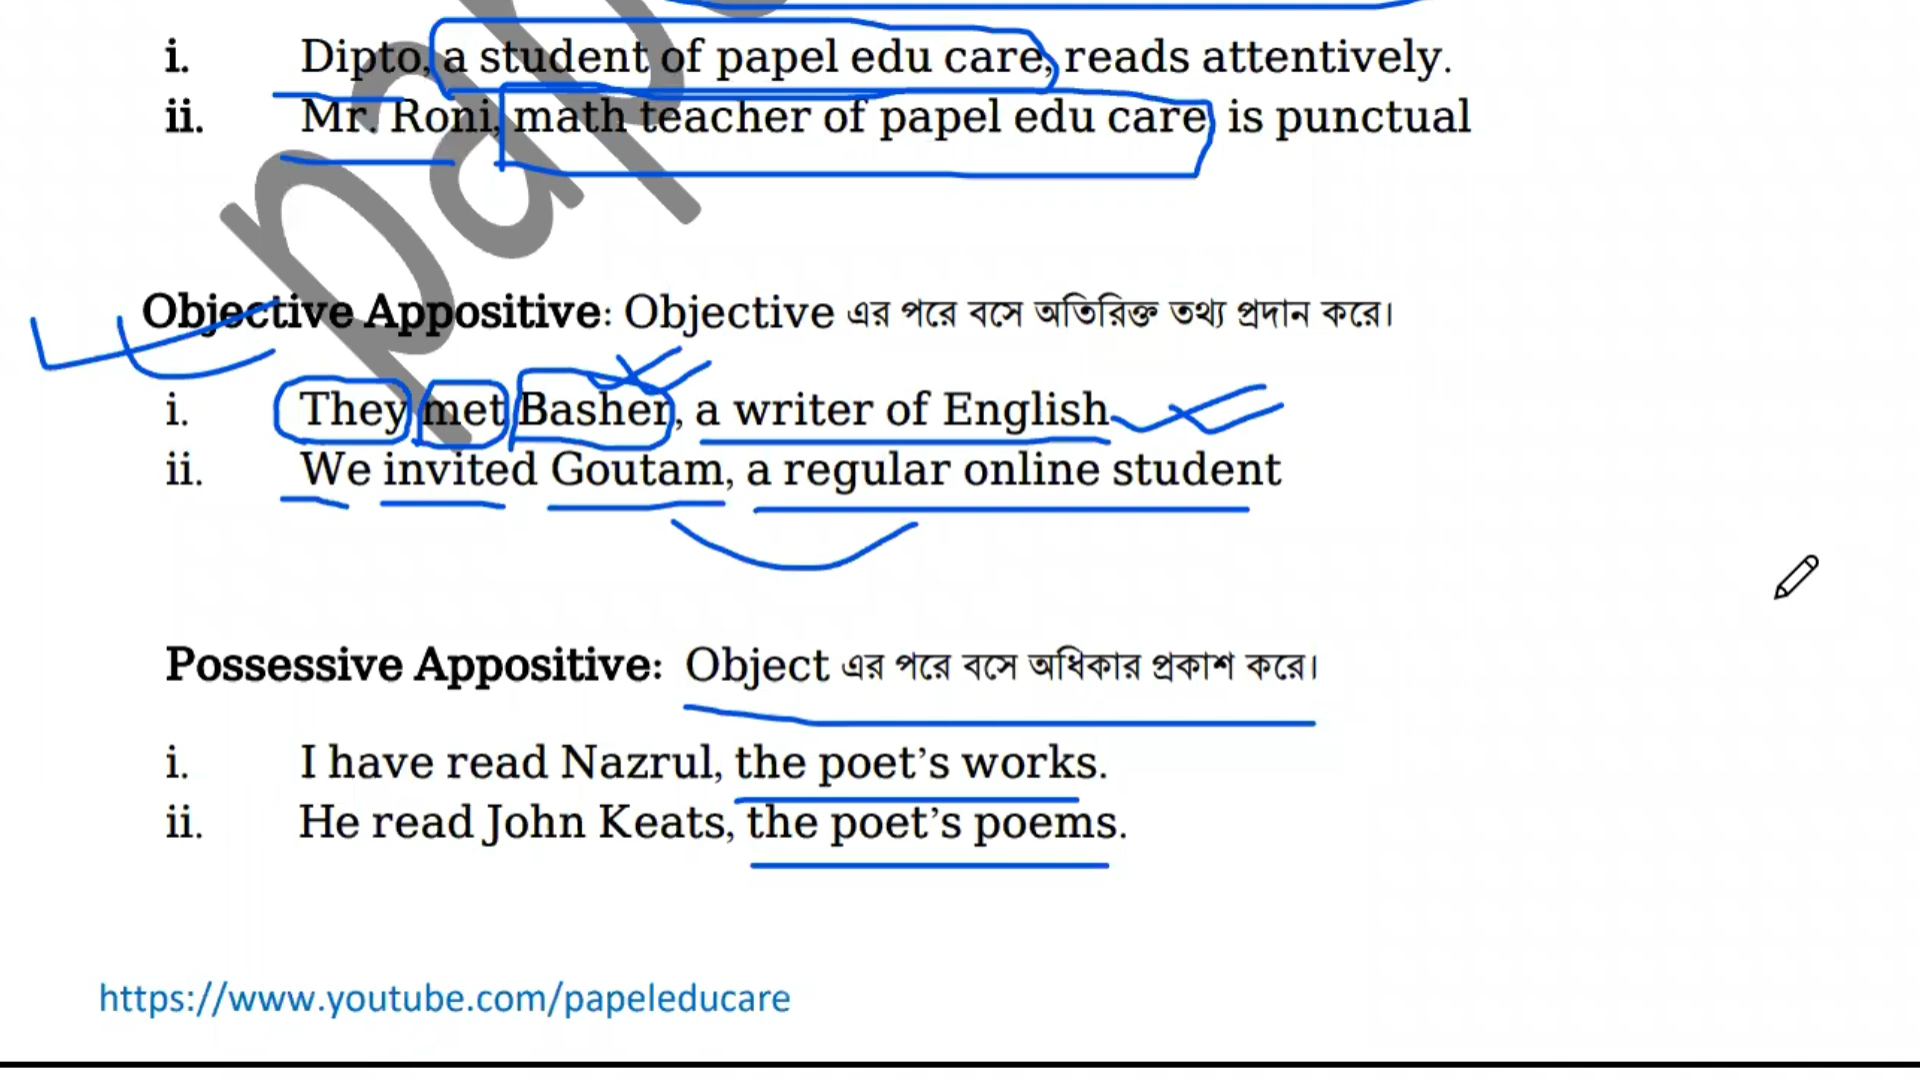 i. Dipto, a student of papel edu care, reads attentively.
ii. Mr. Roni, math teacher of papel edu care, is punctual
Objective Appositive: Objective এর পরে বসে অতিরিক্ত তথ্য প্রদান করে।
i. They met Basher, a writer of English
ii. We invited Goutam, a regular online student
Possessive Appositive: Object এর পরে বসে অধিকার প্রকাশ করে।
i. I have read Nazrul, the poet’s works.
ii. He read John Keats, the poet’s poems.
https://www.youtube.com/papeleducare